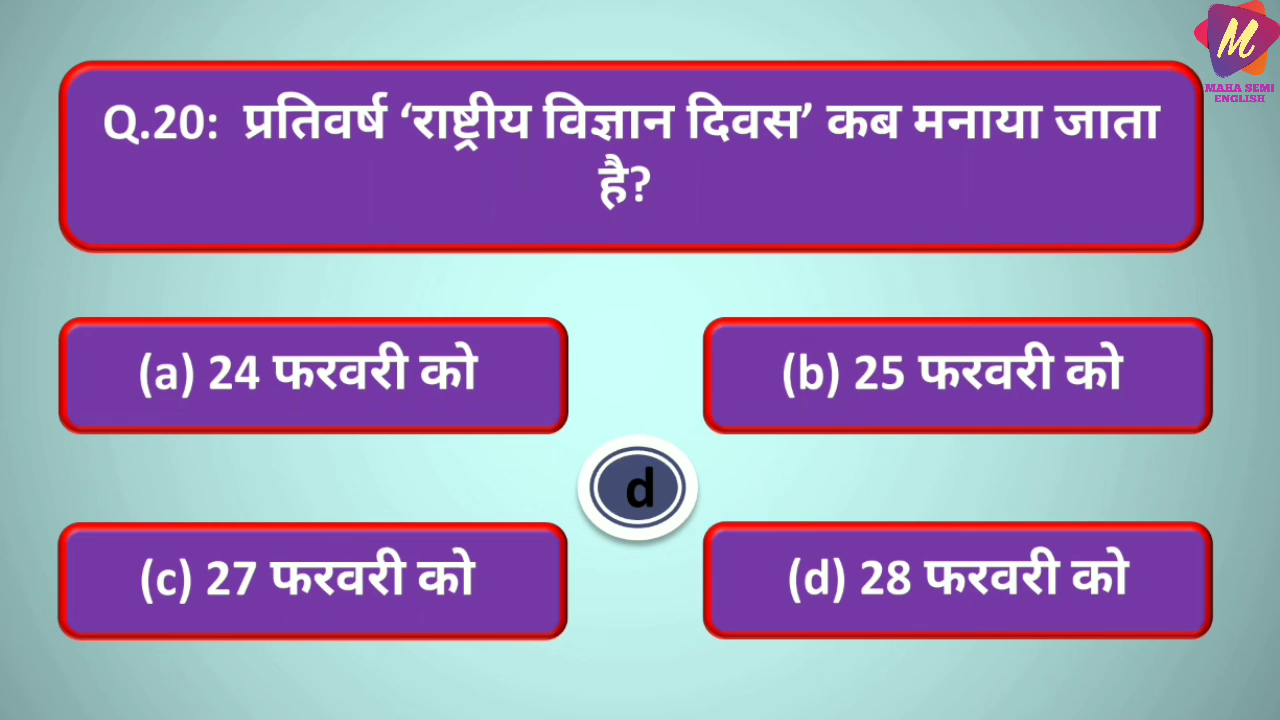 MAHA SEMI
ENGLISH
Q.20: प्रतिवर्ष ‘राष्ट्रीय विज्ञान दिवस’ कब मनाया जाता
है?
(a) 24 फरवरी को
(b) 25 फरवरी को
d
(c) 27 फरवरी को
(d) 28 फरवरी को